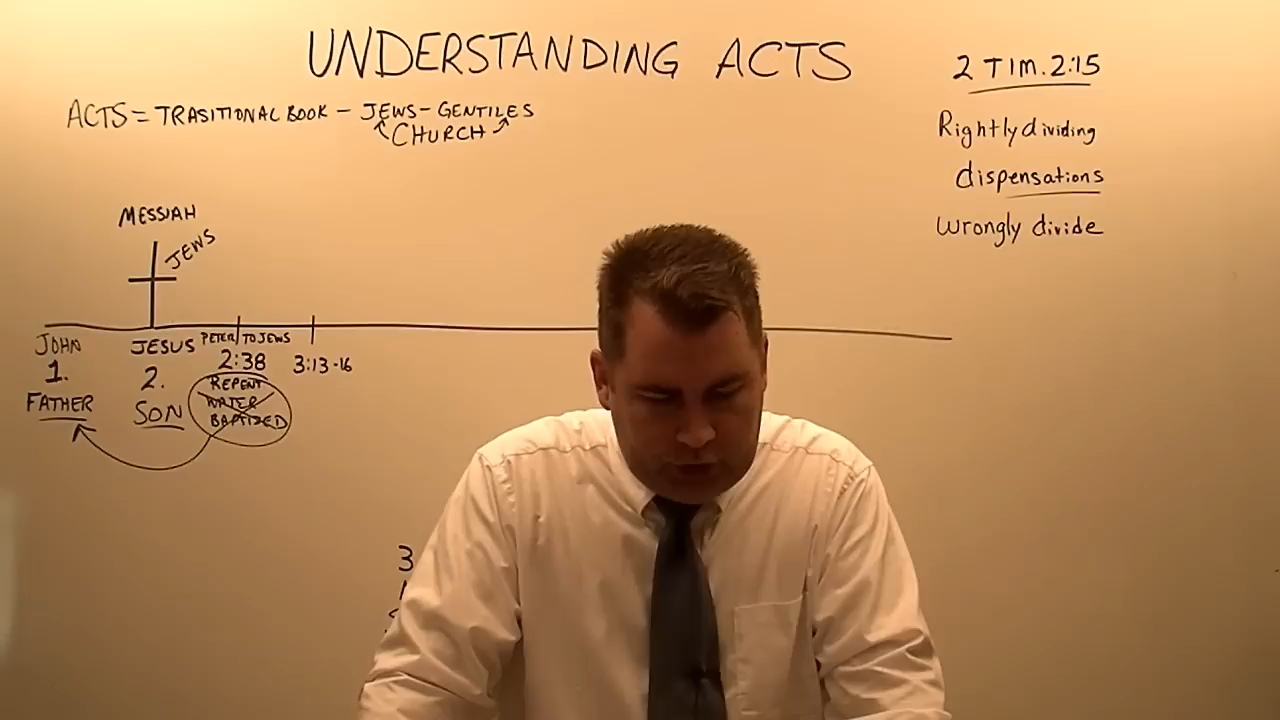 UNDERSTANDING ACTS
ACTS = TRASITIONAL BOOK - JEWS - GENTILES
CHURCH
2 TIM. 2:15
Rightly dividing
dispensations
Wrongly divide
MESSIAH
JEWS
JOHN
1.
FATHER
JESUS
2.
SON
PETER TO JEWS
2:38
REPENT
WATER
BAPTIZED
3:13-16
3